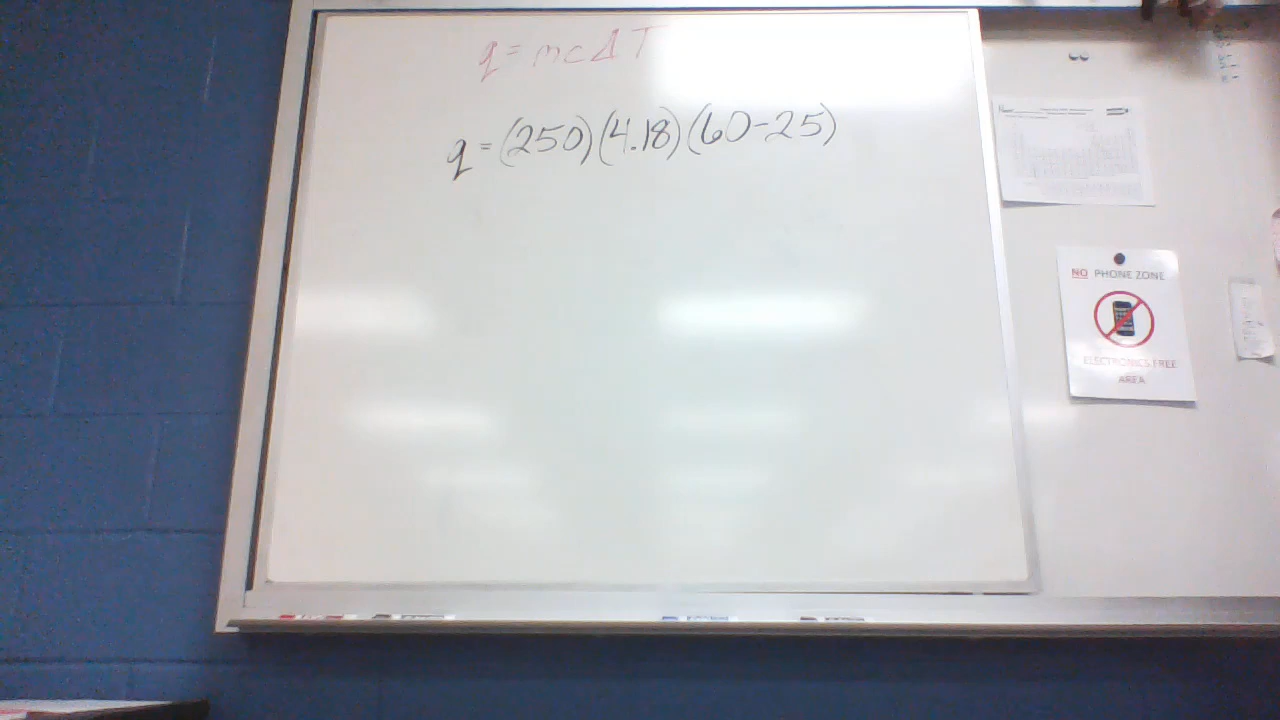 q = mcΔT
q = (250)(4.18)(60-25)
NO PHONE ZONE
ELECTRONICS FREE
AREA